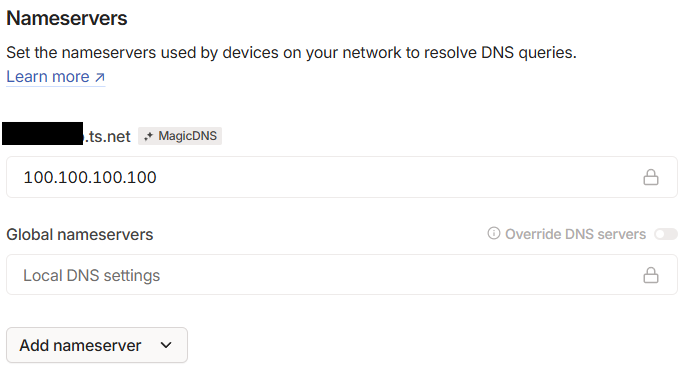 Nameservers
Set the nameservers used by devices on your network to resolve DNS queries.
Learn more ↗
.ts.net MagicDNS
100.100.100.100
Global nameservers Override DNS servers
Local DNS settings
Add nameserver